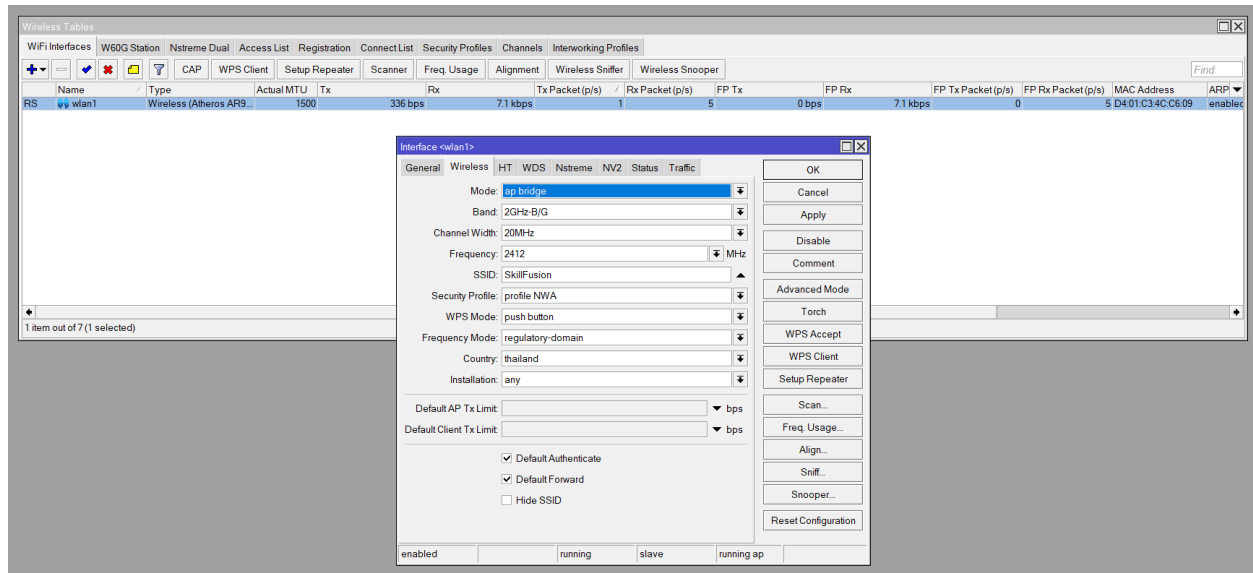 Wireless Tables
WiFi Interfaces W60G Station Nstreme Dual Access List Registration Connect List Security Profiles Channels Interworking Profiles
CAP WPS Client Setup Repeater Scanner Freq. Usage Alignment Wireless Sniffer Wireless Snooper Find
Name Type Actual MTU Tx Rx Tx Packet (p/s) Rx Packet (p/s) FP Tx FP Rx FP Tx Packet (p/s) FP Rx Packet (p/s) MAC Address ARP
RS wlan1 Wireless (Atheros AR9... 1500 336 bps 7.1 kbps 1 5 0 bps 7.1 kbps 0 5 D4:01:C3:4C:C6:09 enabled
1 item out of 7 (1 selected)
Interface <wlan1>
General Wireless HT WDS Nstreme NV2 Status Traffic
Mode: ap bridge
Band: 2GHz-B/G
Channel Width: 20MHz
Frequency: 2412 MHz
SSID: SkillFusion
Security Profile: profile NWA
WPS Mode: push button
Frequency Mode: regulatory-domain
Country: thailand
Installation: any
Default AP Tx Limit: bps
Default Client Tx Limit: bps
Default Authenticate
Default Forward
Hide SSID
OK
Cancel
Apply
Disable
Comment
Advanced Mode
Torch
WPS Accept
WPS Client
Setup Repeater
Scan...
Freq. Usage...
Align...
Sniff...
Snooper...
Reset Configuration
enabled running slave running ap